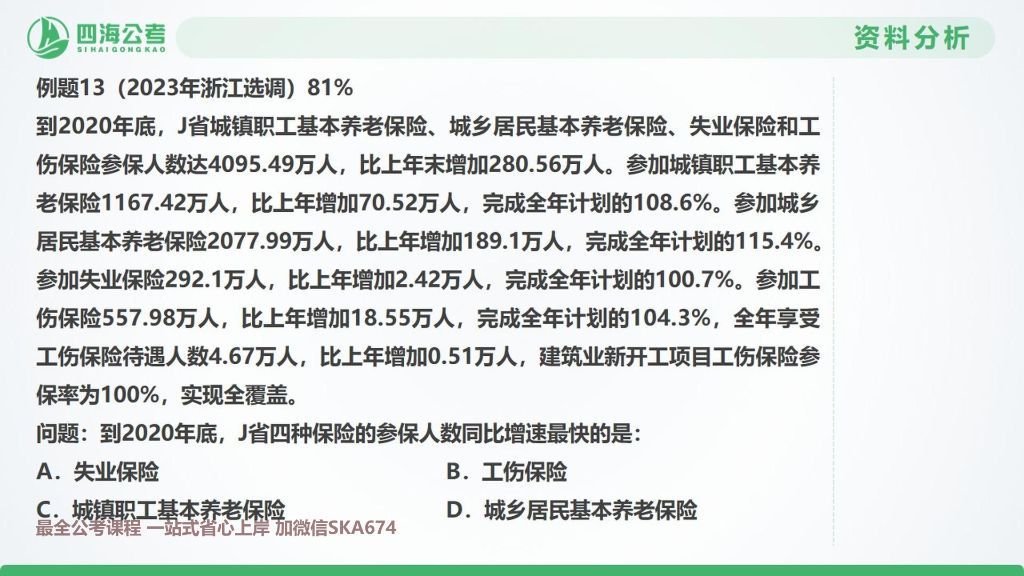 四海公考
SIHAIGONGKAO
资料分析
例题13（2023年浙江选调）81%
到2020年底，J省城镇职工基本养老保险、城乡居民基本养老保险、失业保险和工
伤保险参保人数达4095.49万人，比上年末增加280.56万人。参加城镇职工基本养
老保险1167.42万人，比上年增加70.52万人，完成全年计划的108.6%。参加城乡
居民基本养老保险2077.99万人，比上年增加189.1万人，完成全年计划的115.4%。
参加失业保险292.1万人，比上年增加2.42万人，完成全年计划的100.7%。参加工
伤保险557.98万人，比上年增加18.55万人，完成全年计划的104.3%，全年享受
工伤保险待遇人数4.67万人，比上年增加0.51万人，建筑业新开工项目工伤保险参
保率为100%，实现全覆盖。
问题：到2020年底，J省四种保险的参保人数同比增速最快的是：
A．失业保险 B．工伤保险
C．城镇职工基本养老保险 D．城乡居民基本养老保险
最全公考课程 一站式省心上岸 加微信SKA674